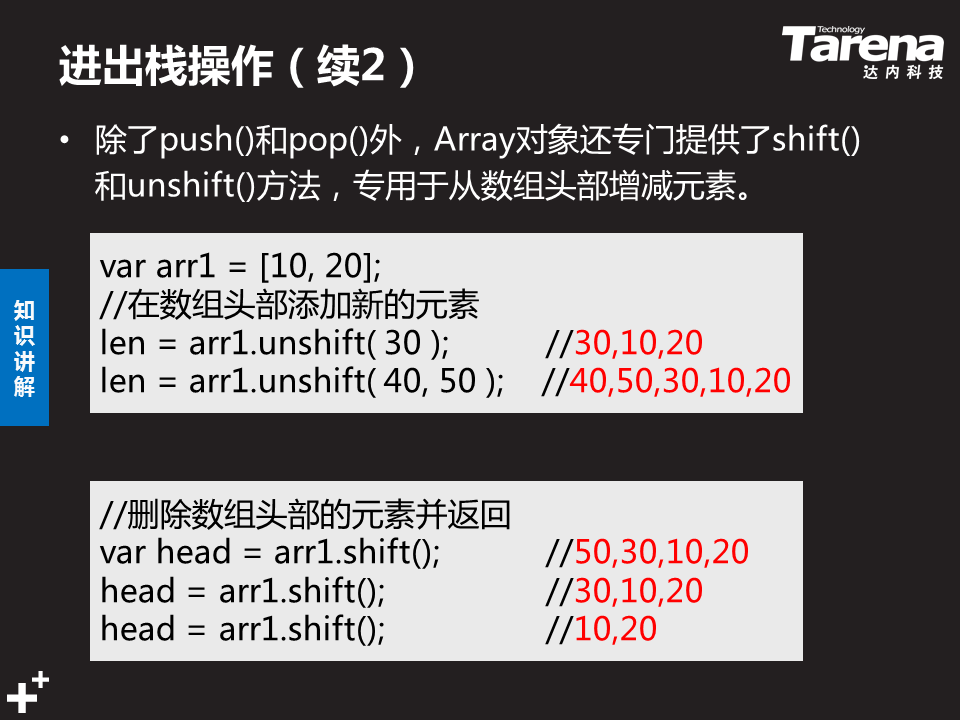 进出栈操作（续2）
Technology
Tarena
达内科技
• 除了push()和pop()外，Array对象还专门提供了shift()
和unshift()方法，专用于从数组头部增减元素。
var arr1 = [10, 20];
//在数组头部添加新的元素
len = arr1.unshift( 30 ); //30,10,20
len = arr1.unshift( 40, 50 ); //40,50,30,10,20
知识讲解
//删除数组头部的元素并返回
var head = arr1.shift(); //50,30,10,20
head = arr1.shift(); //30,10,20
head = arr1.shift(); //10,20